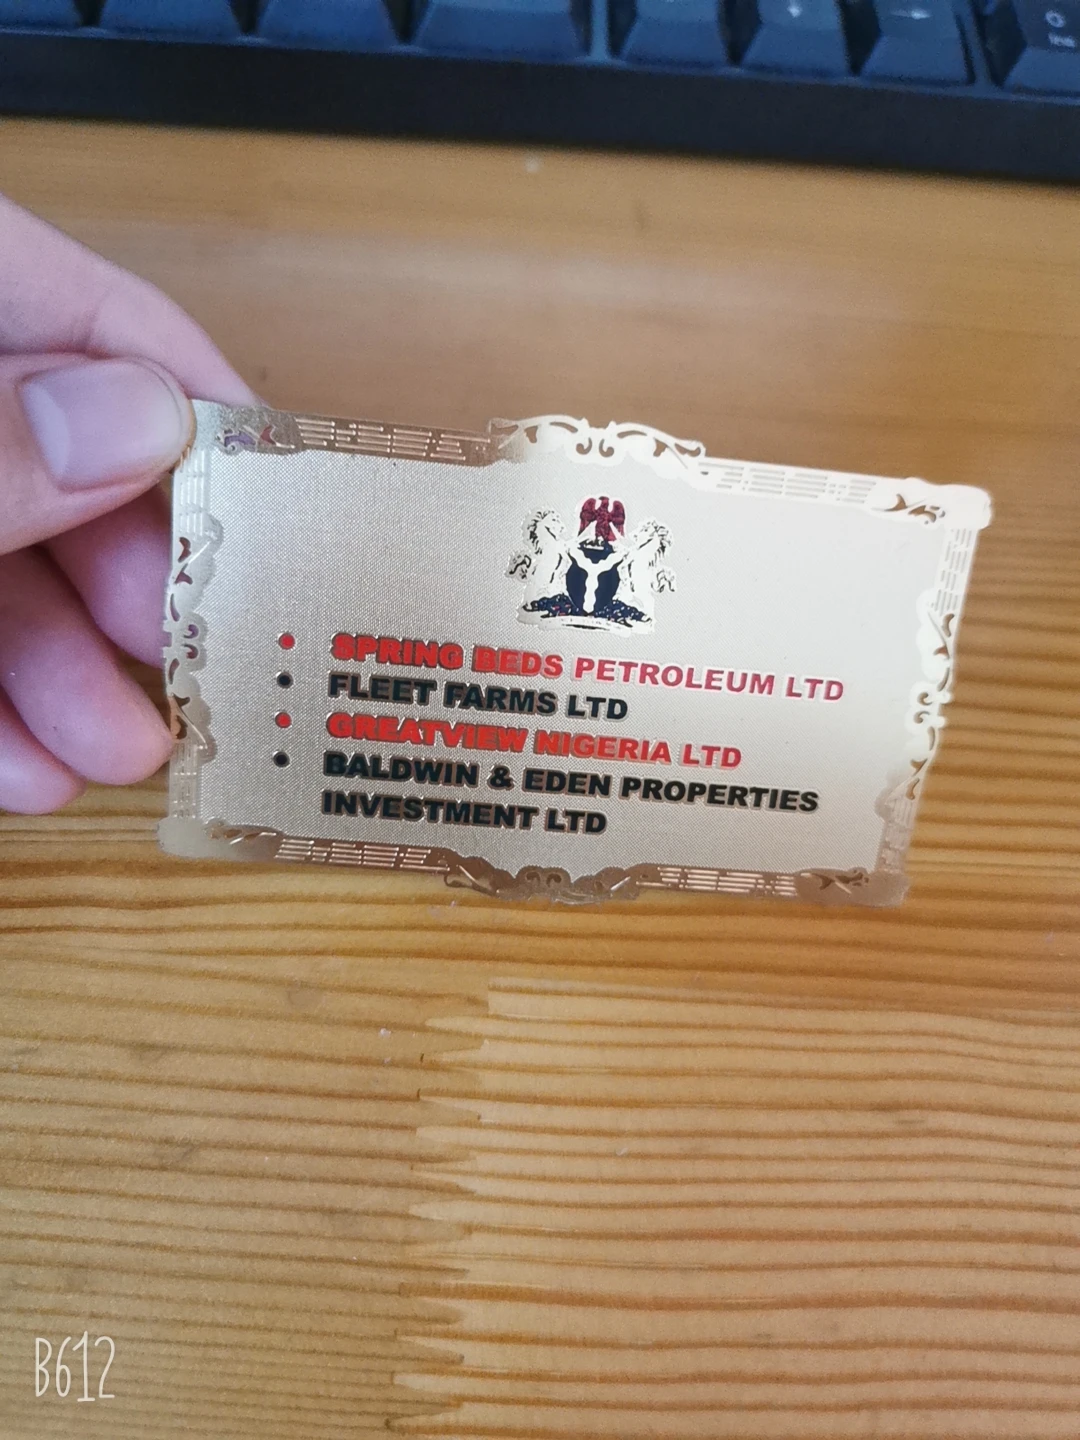 SPRING BEDS PETROLEUM LTD
FLEET FARMS LTD
GREATVIEW NIGERIA LTD
BALDWIN & EDEN PROPERTIES
INVESTMENT LTD
B612